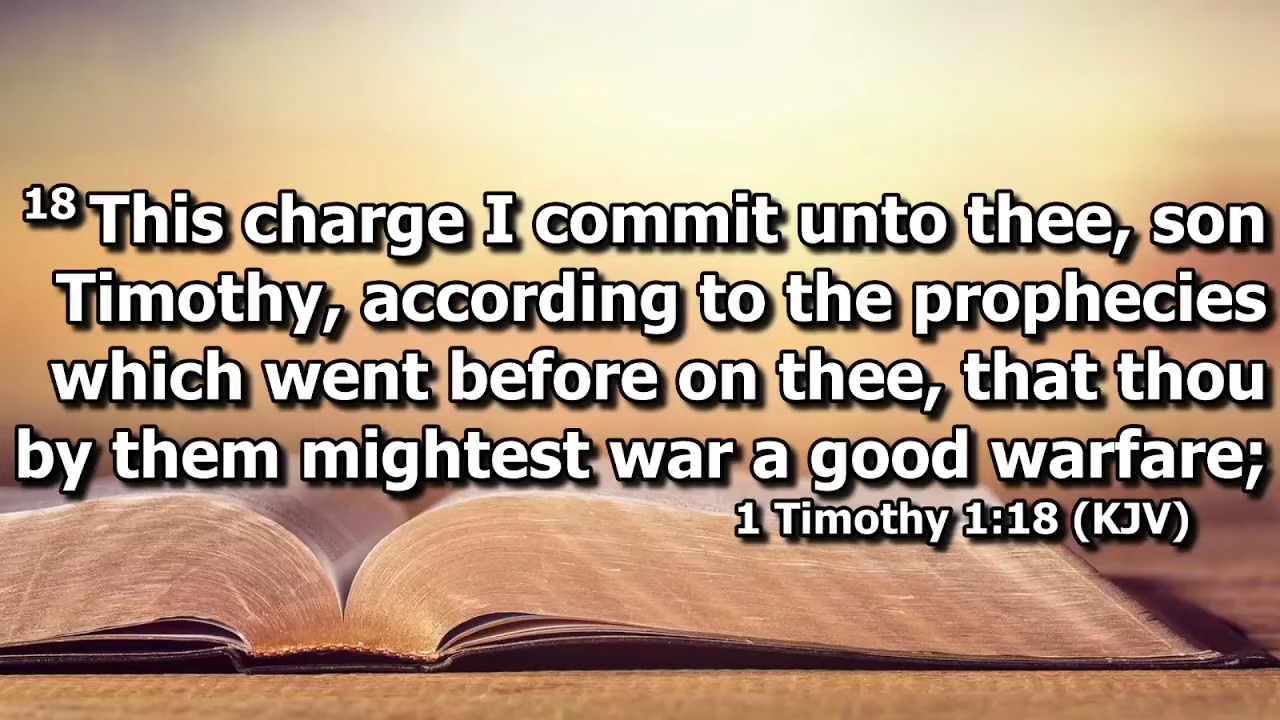 18 This charge I commit unto thee, son
Timothy, according to the prophecies
which went before on thee, that thou
by them mightest war a good warfare;
1 Timothy 1:18 (KJV)